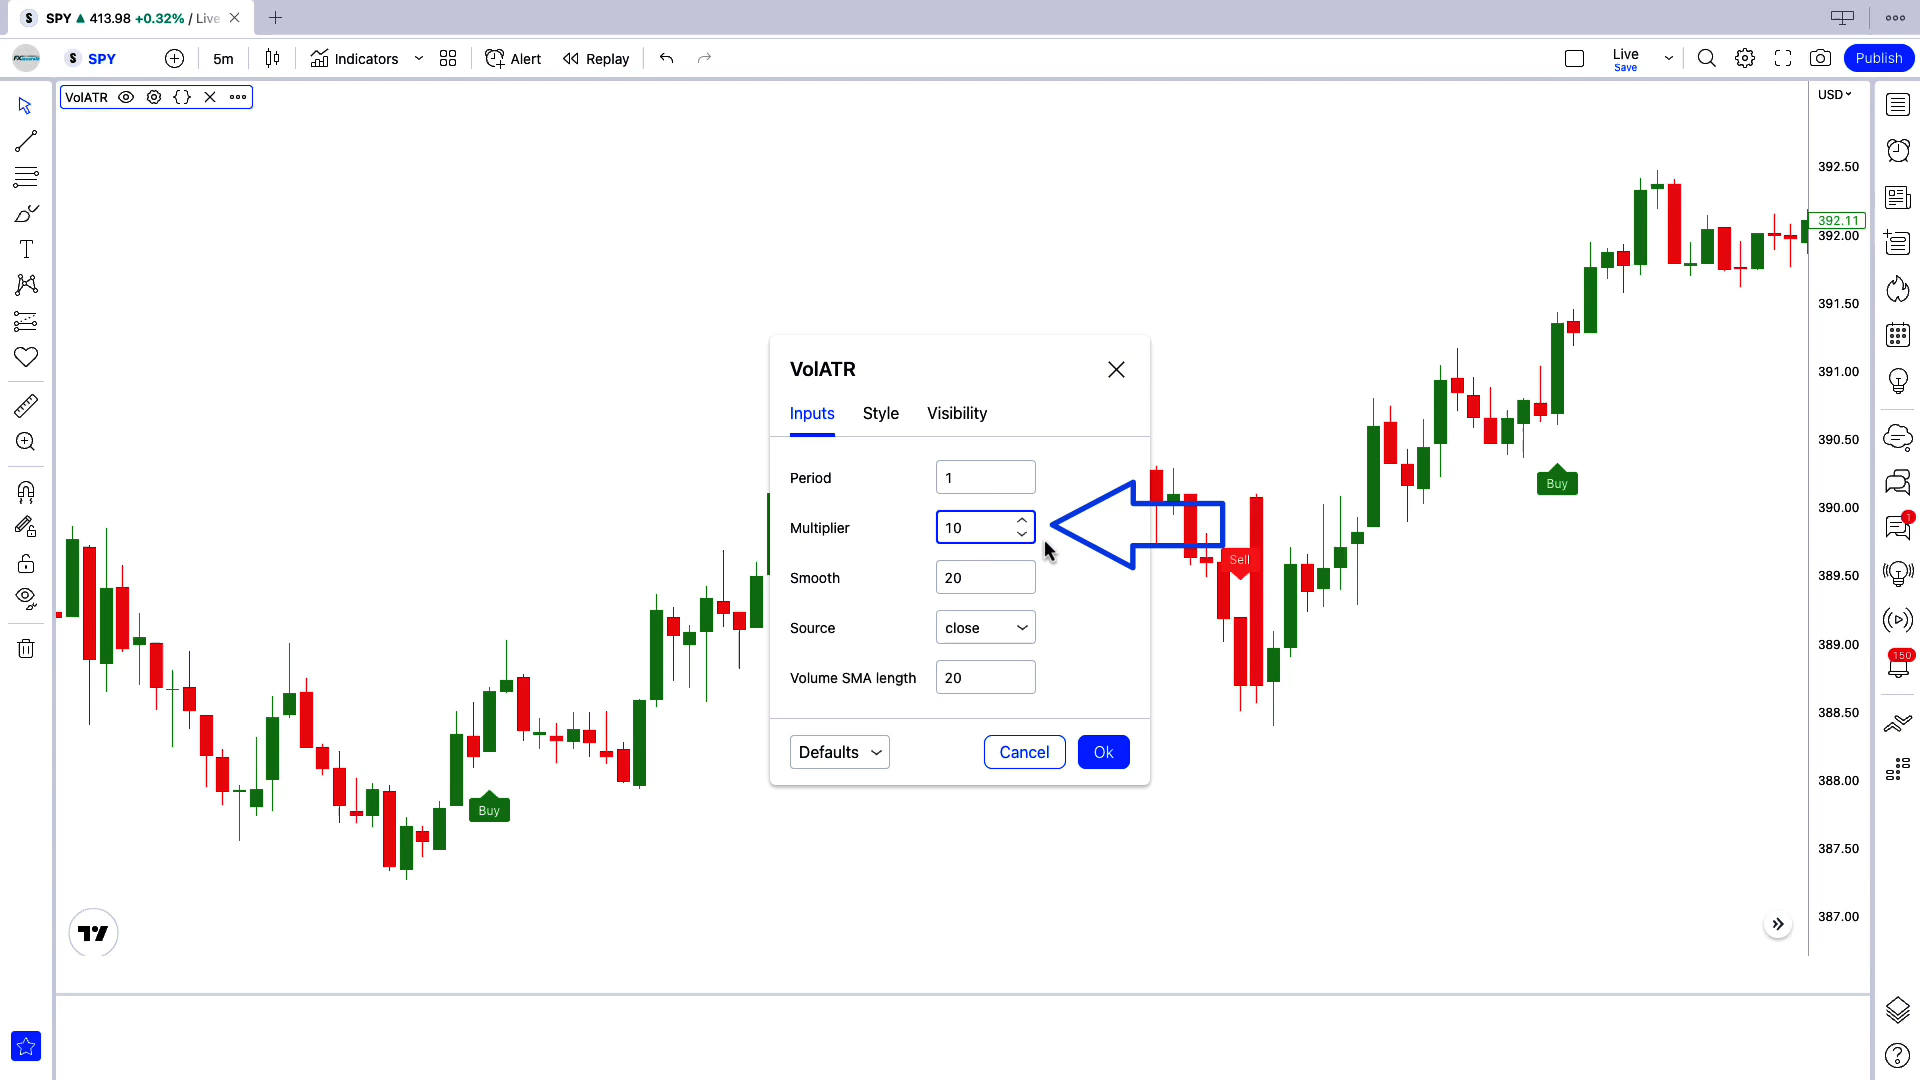 SPY 413.98 +0.32% / Live
SPY 5m Indicators Alert Replay Live Save Publish
VolATR
USD
392.50
392.11
392.00
391.50
391.00
390.50
390.00
389.50
389.00
388.50
388.00
387.50
387.00
VolATR
Inputs Style Visibility
Period 1
Multiplier 10
Smooth 20
Source close
Volume SMA length 20
Defaults Cancel Ok
Buy
Sell
Buy
1
150